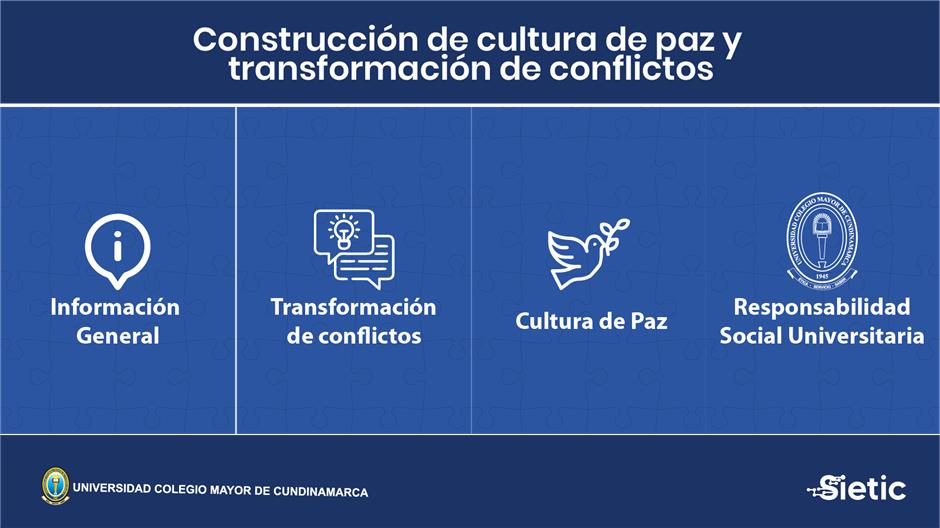 Construcción de cultura de paz y
transformación de conflictos
Información
General
Transformación
de conflictos
Cultura de Paz
UNIVERSIDAD COLEGIO MAYOR DE CUNDINAMARCA
1945
Responsabilidad
Social Universitaria
UNIVERSIDAD COLEGIO MAYOR DE CUNDINAMARCA
Sietic